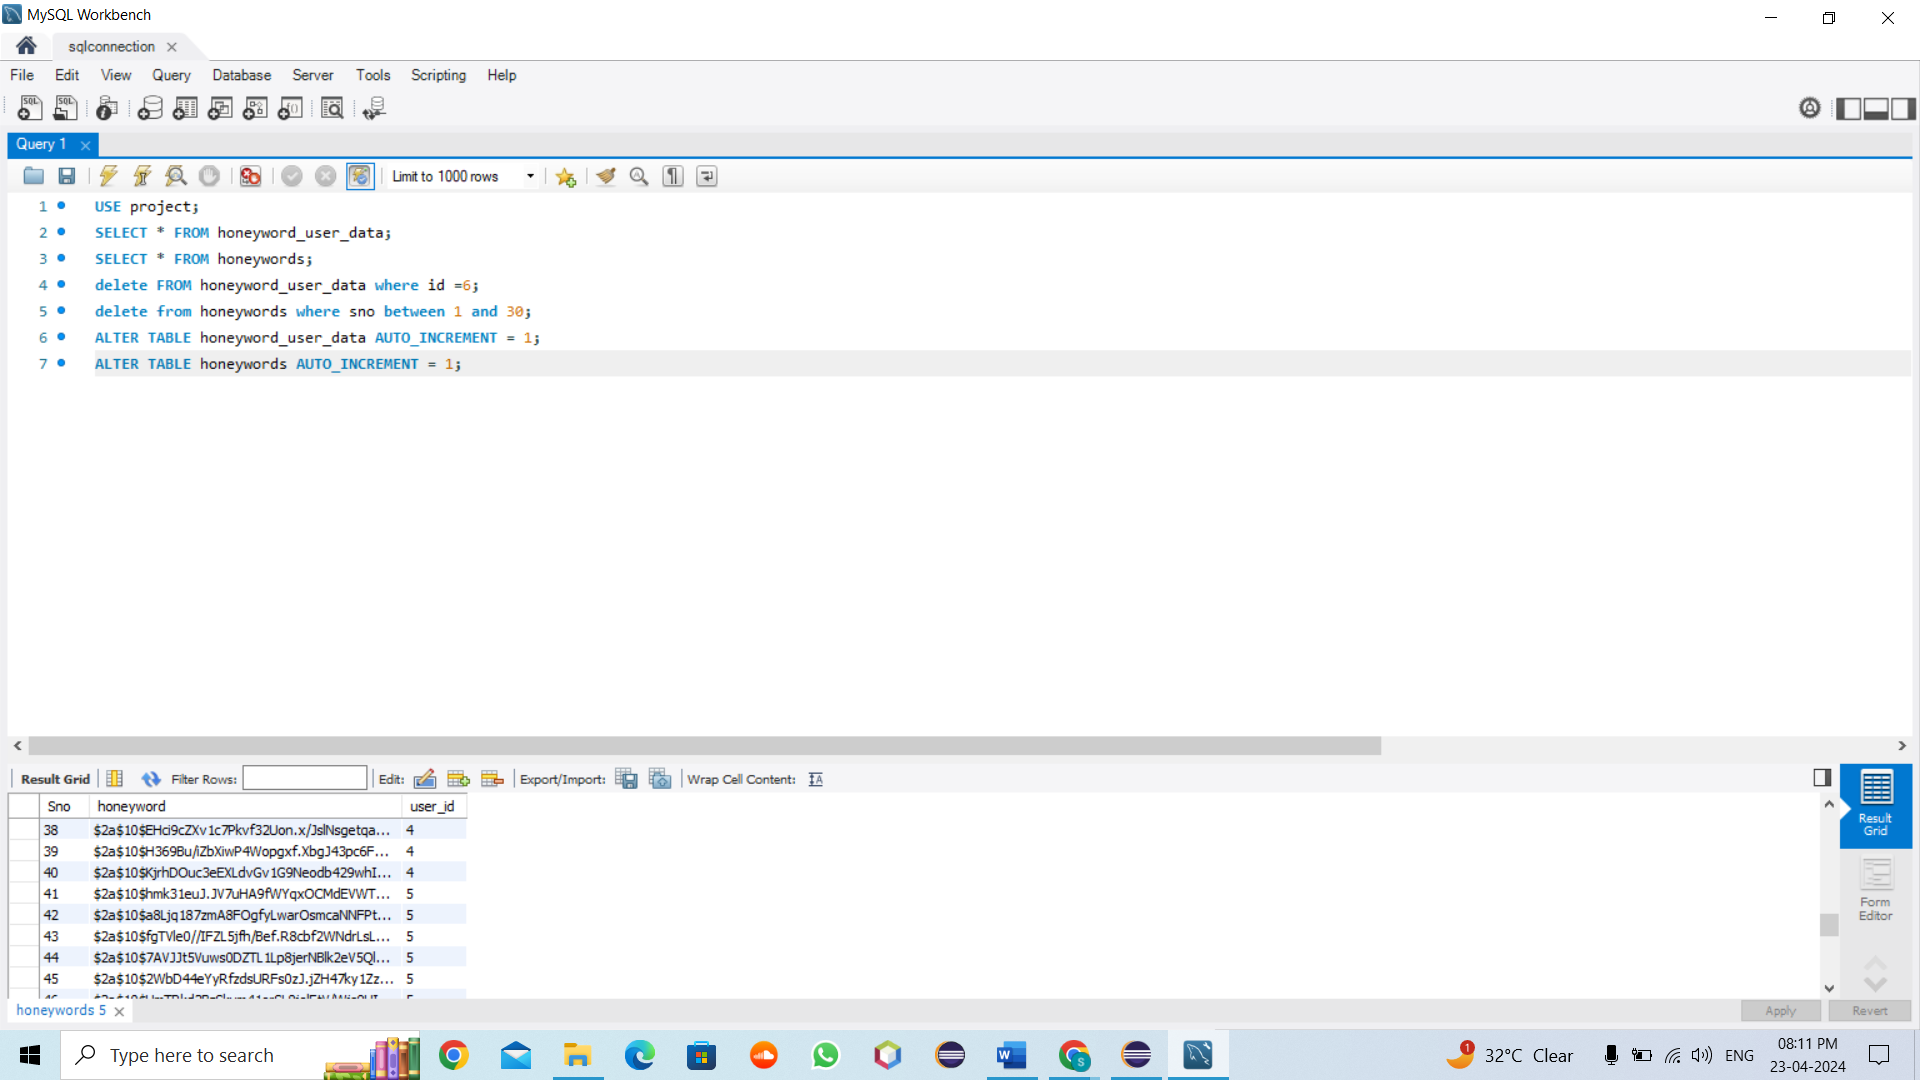 MySQL Workbench
sqlconnection
File Edit View Query Database Server Tools Scripting Help
Query 1
Limit to 1000 rows
1 USE project;
2 SELECT * FROM honeyword_user_data;
3 SELECT * FROM honeywords;
4 delete FROM honeyword_user_data where id =6;
5 delete from honeywords where sno between 1 and 30;
6 ALTER TABLE honeyword_user_data AUTO_INCREMENT = 1;
7 ALTER TABLE honeywords AUTO_INCREMENT = 1;
Result Grid Filter Rows: Edit: Export/Import: Wrap Cell Content:
Sno honeyword user_id
38 $2a$10$EHci9cZXv1c7Pkvf32Uon.x/JslNsgetqa... 4
39 $2a$10$H369Bu/iZbXiwP4Wopgxf.XbgJ43pc6F... 4
40 $2a$10$KjrhDOuc3eEXLdvGv1G9Neodb429whI... 4
41 $2a$10$hmk31euJ.JV7uHA9fWYqxOCMdEVWT... 5
42 $2a$10$a8Ljq187zmA8FOgfyLwarOsmcaNNFPt... 5
43 $2a$10$fgTVle0//IFZL5jfh/Bef.R8cbf2WNdrLsL... 5
44 $2a$10$7AVJJt5Vuws0DZTL1Lp8jerNBlk2eV5Ql... 5
45 $2a$10$2WbD44eYyRfzdsURFs0zJ.jZH47ky1Zz... 5
Result
Grid
Form
Editor
honeywords 5
Apply Revert
Type here to search
1
32°C Clear
ENG
08:11 PM
23-04-2024